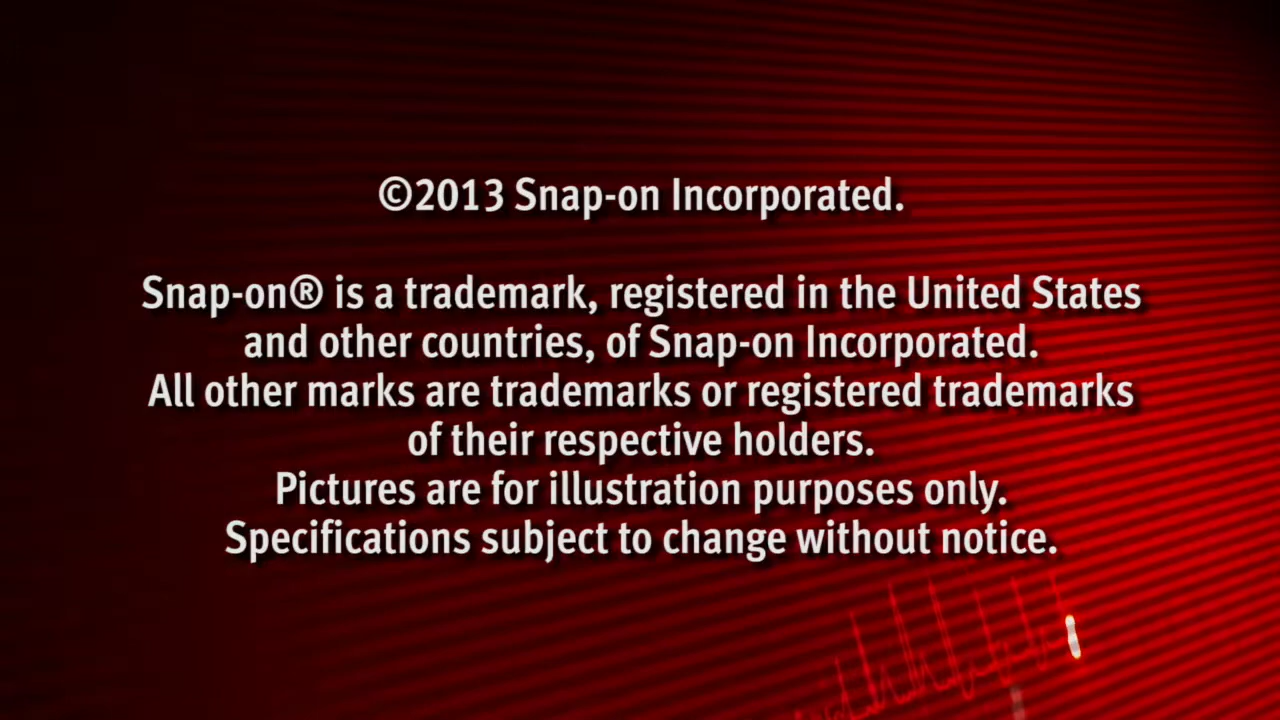 ©2013 Snap-on Incorporated.
Snap-on® is a trademark, registered in the United States
and other countries, of Snap-on Incorporated.
All other marks are trademarks or registered trademarks
of their respective holders.
Pictures are for illustration purposes only.
Specifications subject to change without notice.